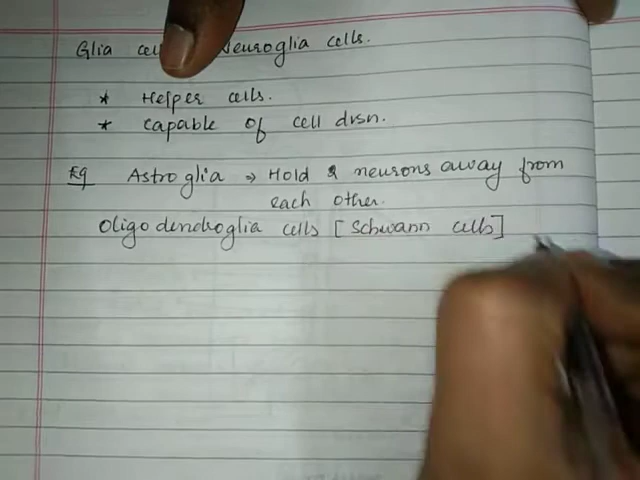 Glia Neuroglia cells.
* Helper cells.
* Capable of cell dvsn.
Eg Astroglia → Hold 2 neurons away from
each other.
Oligodendroglia cells [Schwann cells]